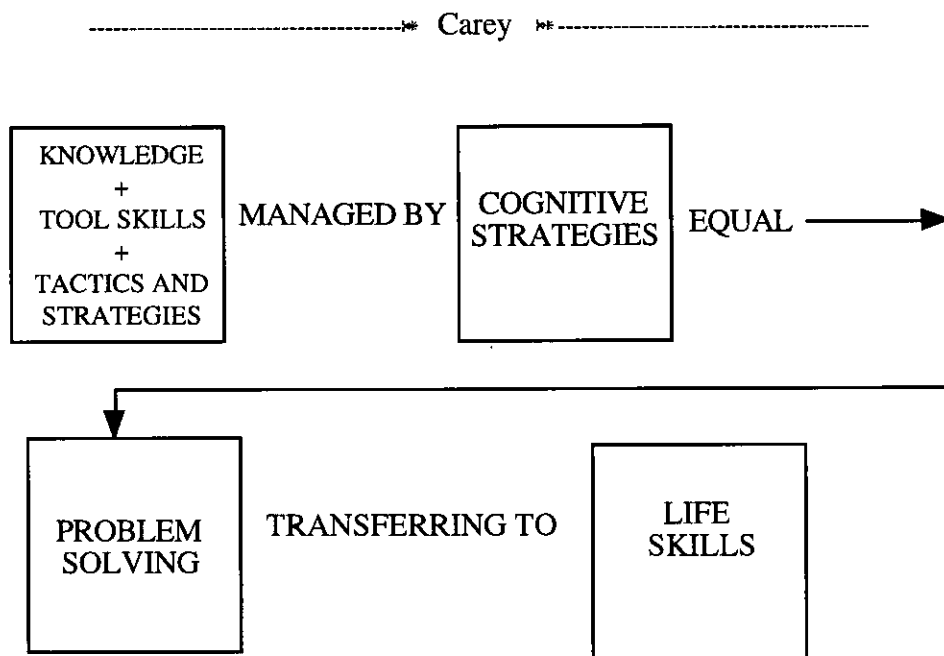 Carey
KNOWLEDGE
+
TOOL SKILLS
+
TACTICS AND
STRATEGIES
MANAGED BY
COGNITIVE
STRATEGIES
EQUAL
PROBLEM
SOLVING
TRANSFERRING TO
LIFE
SKILLS